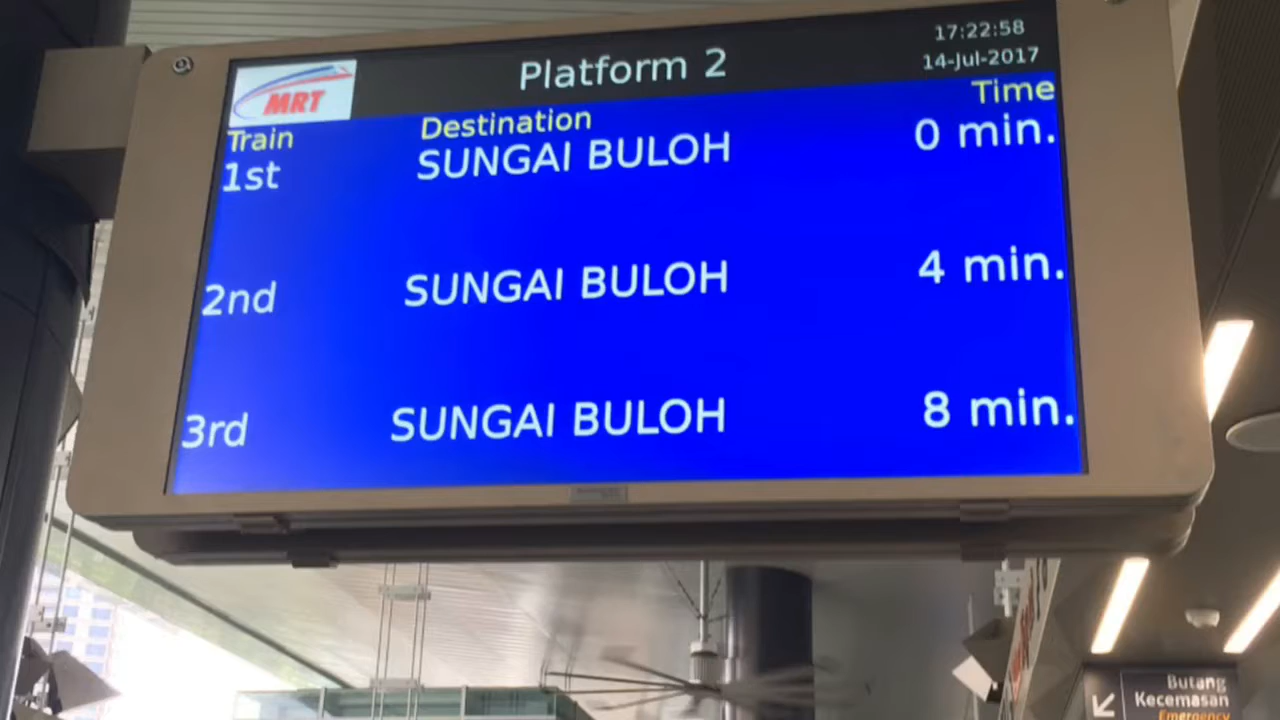 MRT
Platform 2
17:22:58
14-Jul-2017
Train Destination Time
1st SUNGAI BULOH 0 min.
2nd SUNGAI BULOH 4 min.
3rd SUNGAI BULOH 8 min.
Butang
Kecemasan
Emergency